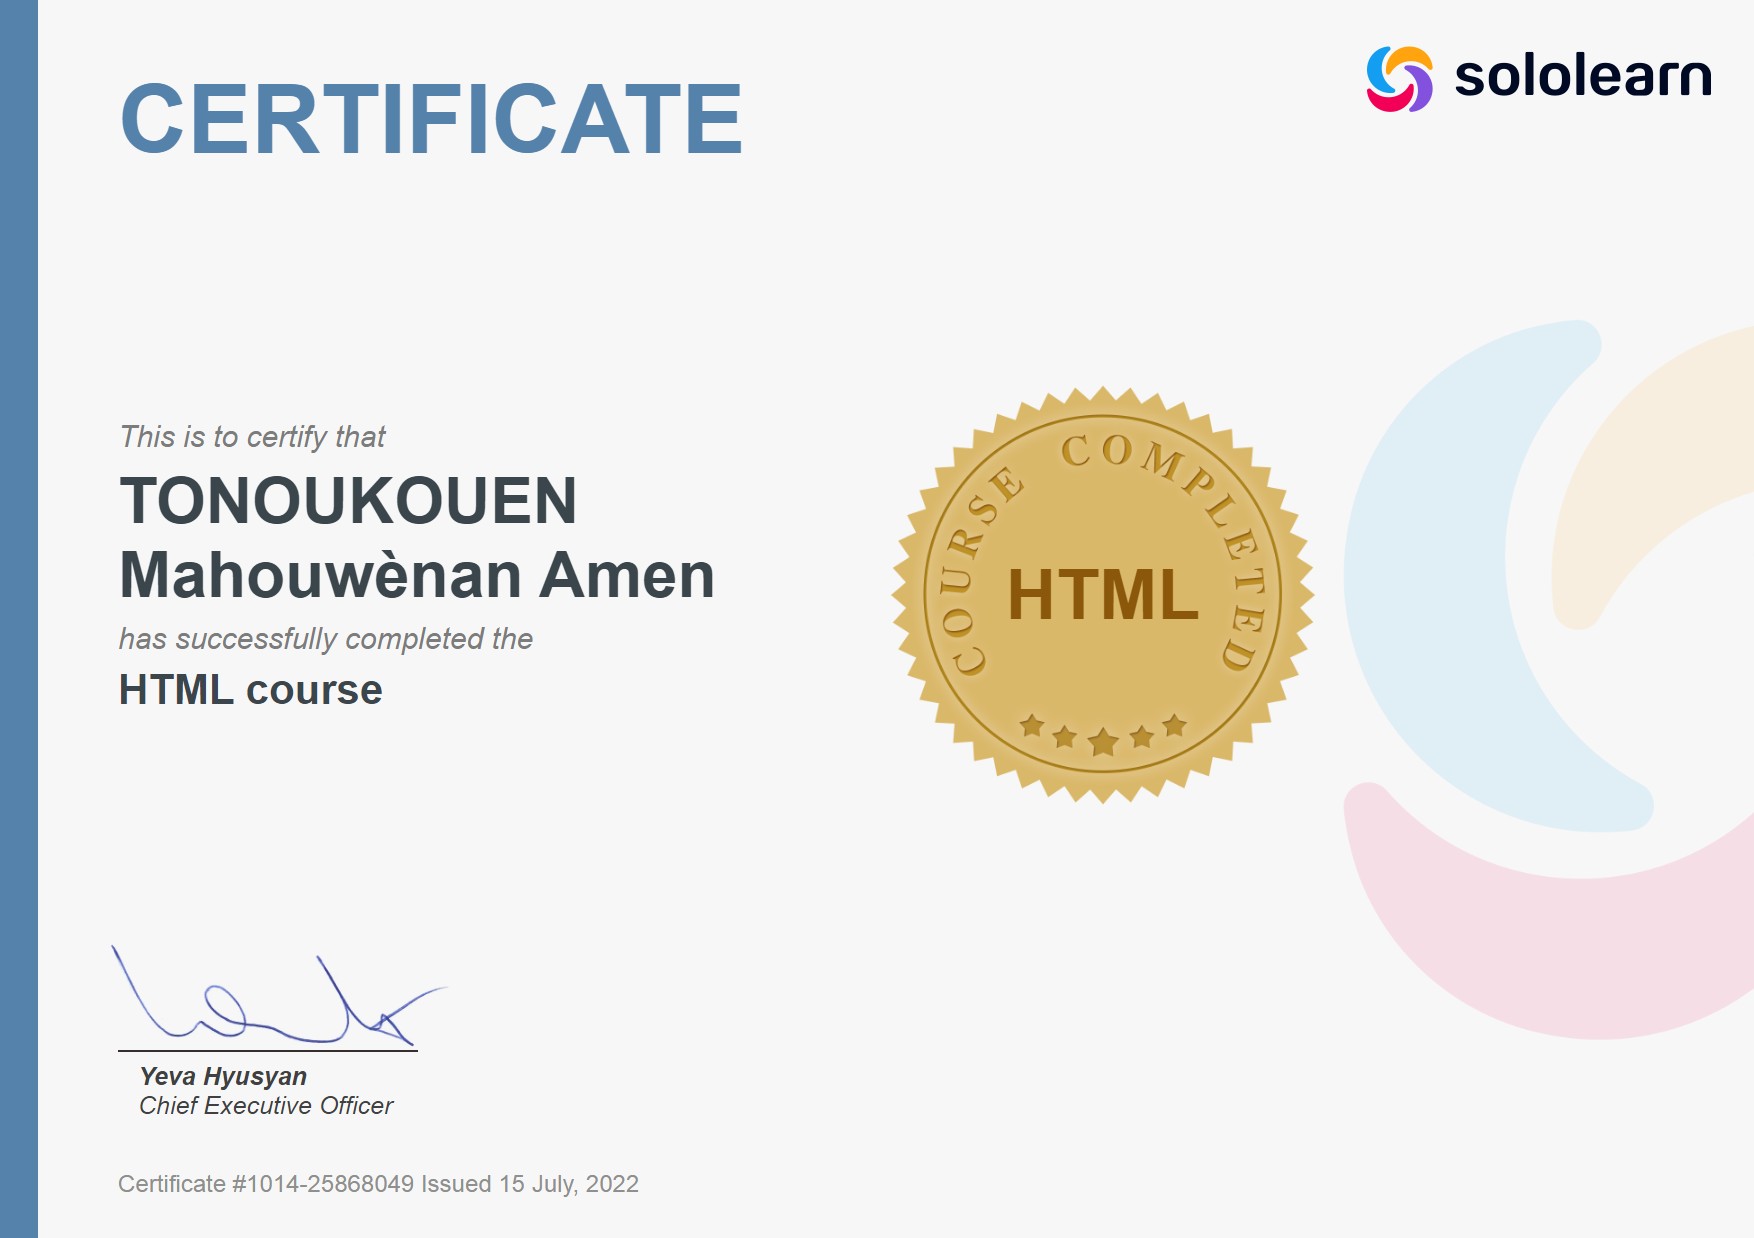 CERTIFICATE
sololearn
This is to certify that
TONOUKOUEN
Mahouwènan Amen
has successfully completed the
HTML course
COURSE COMPLETED
HTML
Yeva Hyusyan
Chief Executive Officer
Certificate #1014-25868049 Issued 15 July, 2022